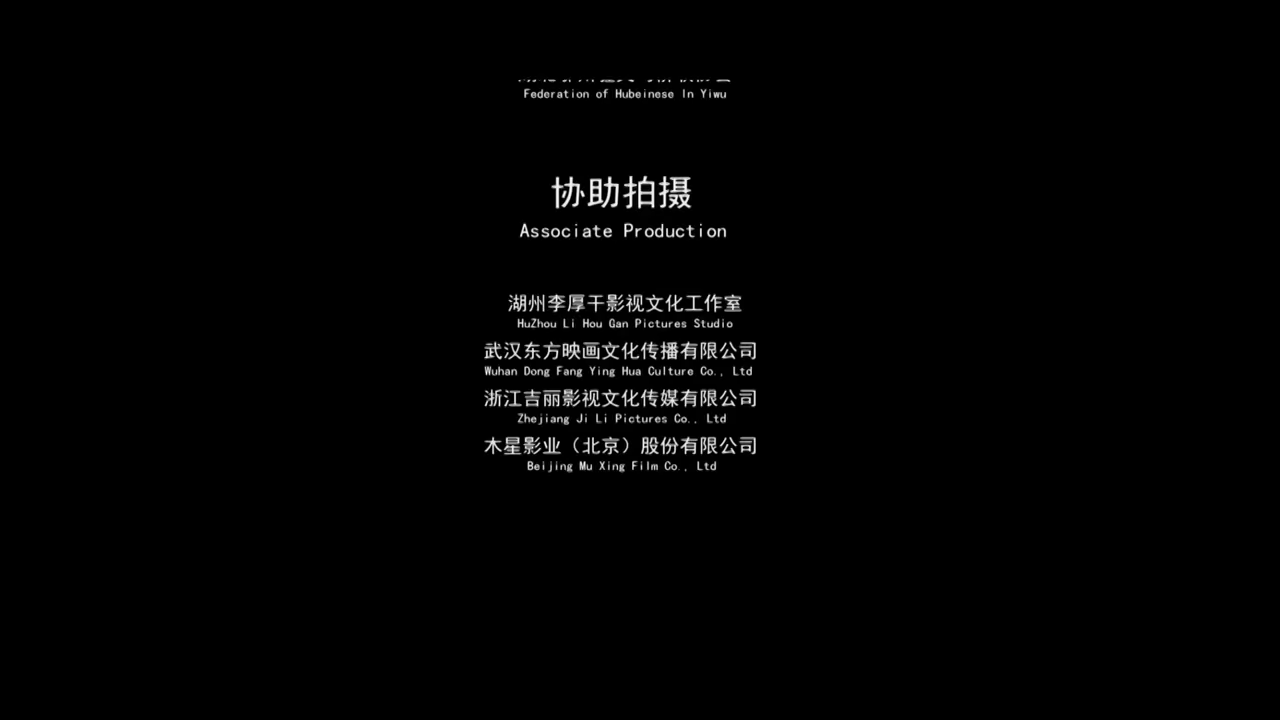 Federation of Hubeinese In Yiwu
协助拍摄
Associate Production
湖州李厚干影视文化工作室
HuZhou Li Hou Gan Pictures Studio
武汉东方映画文化传播有限公司
Wuhan Dong Fang Ying Hua Culture Co., Ltd
浙江吉丽影视文化传媒有限公司
Zhejiang Ji Li Pictures Co., Ltd
木星影业（北京）股份有限公司
Beijing Mu Xing Film Co., Ltd